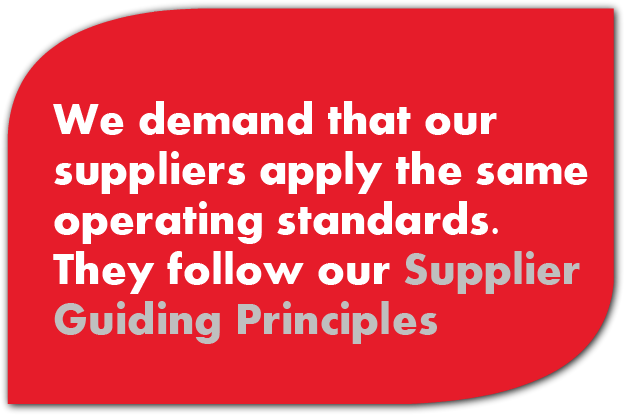 We demand that our
suppliers apply the same
operating standards.
They follow our Supplier
Guiding Principles